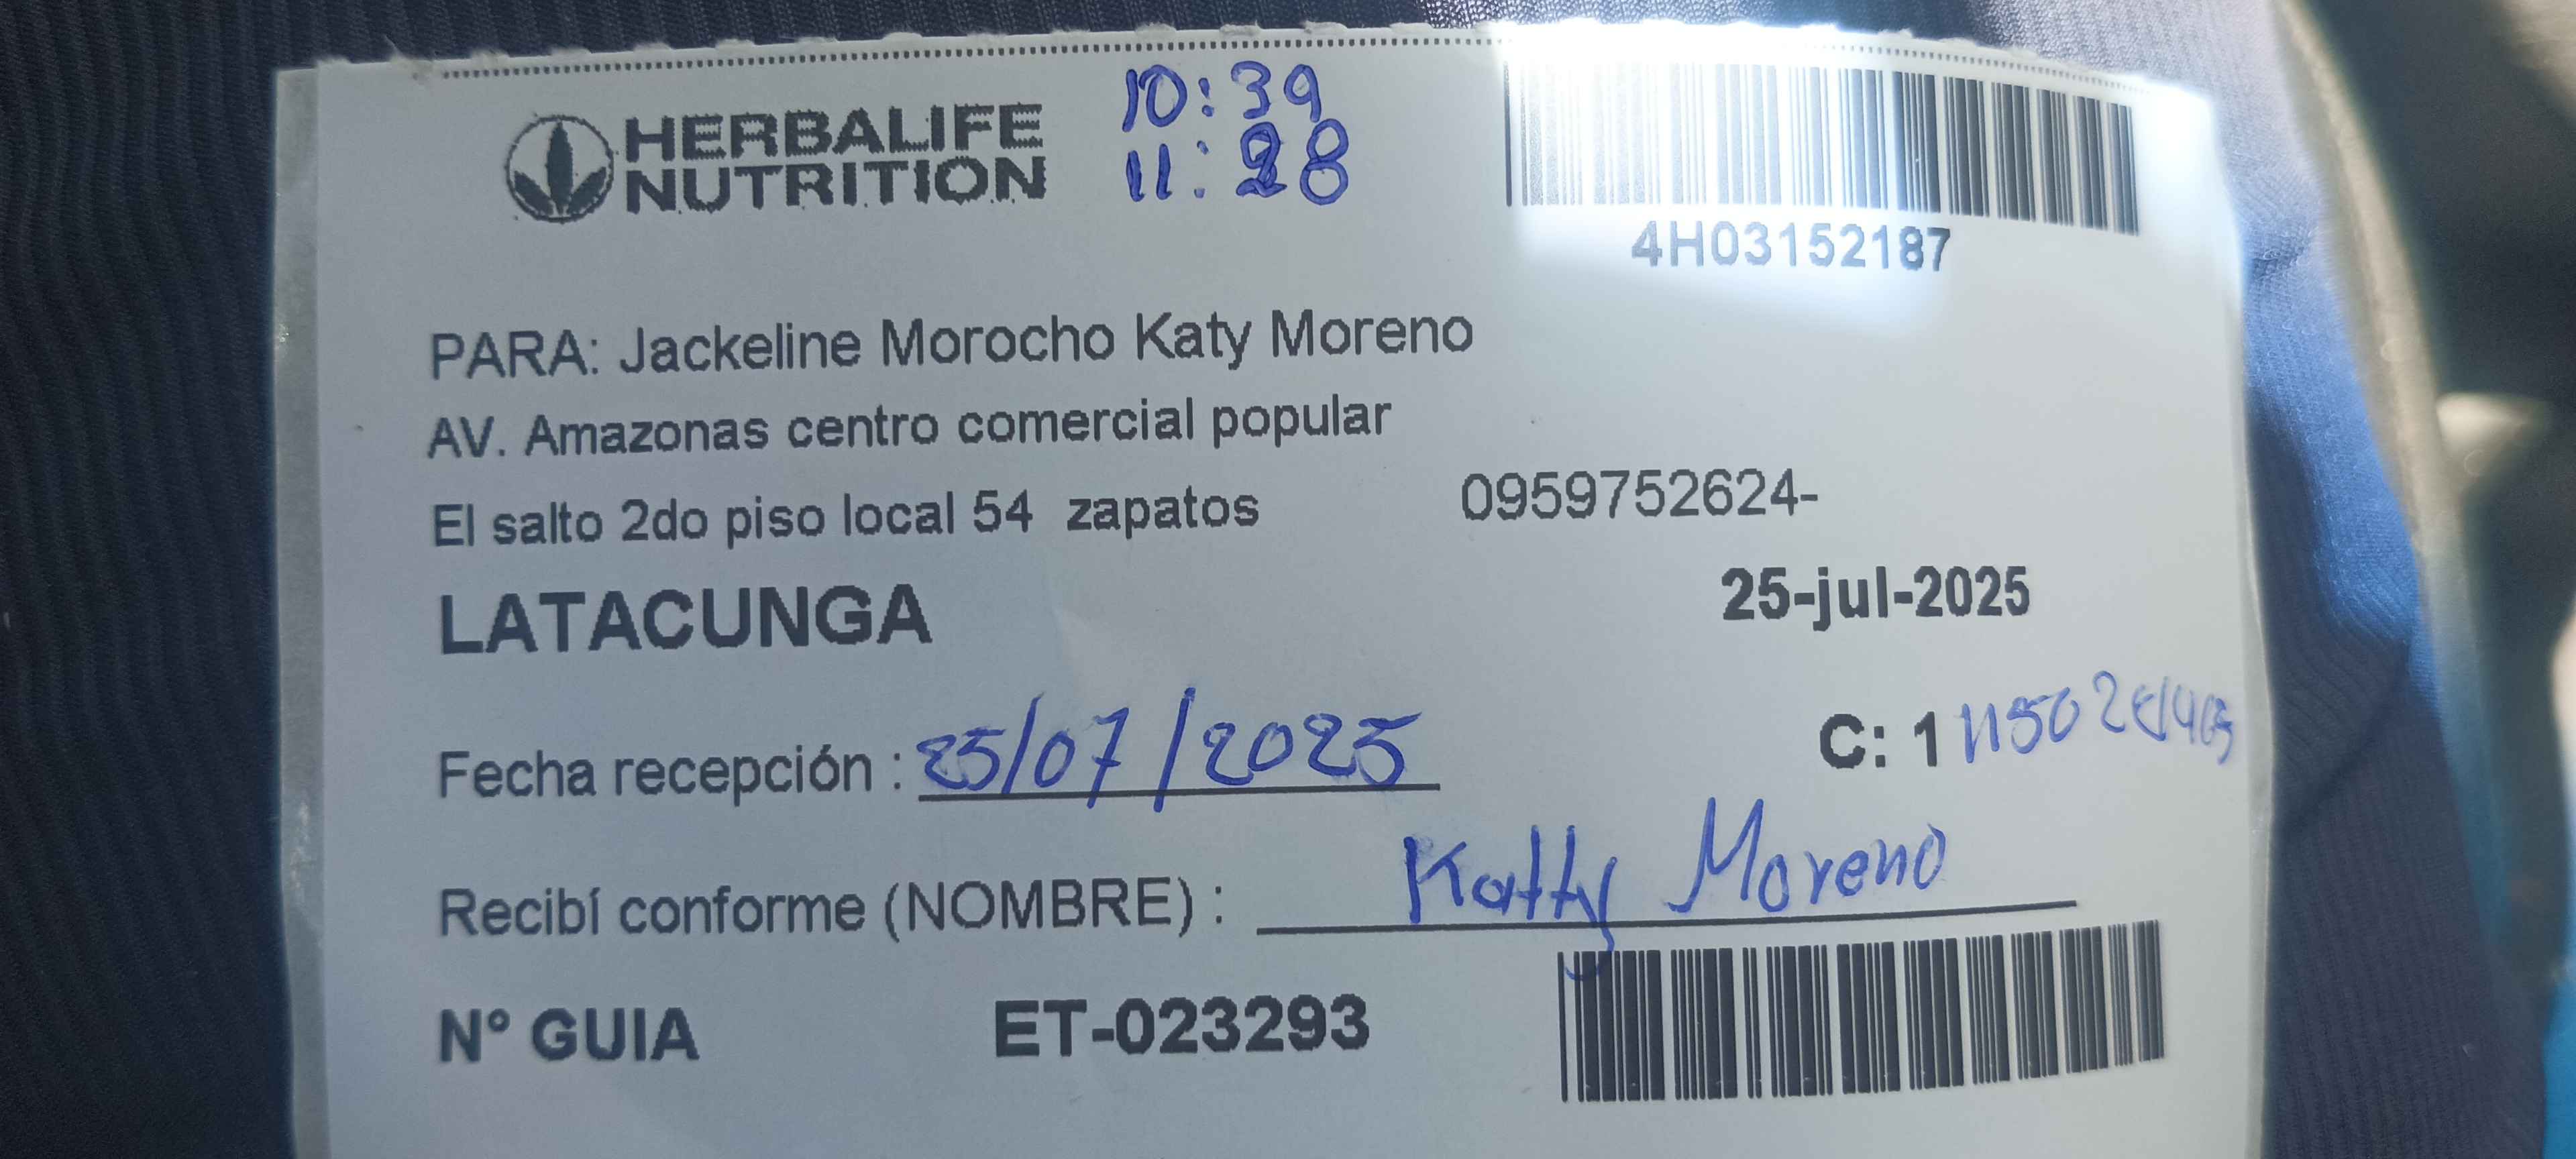 HERBALIFE
NUTRITION
10:39
11:28
4H03152187
PARA: Jackeline Morocho Katy Moreno
AV. Amazonas centro comercial popular
El salto 2do piso local 54 zapatos
0959752624-
LATACUNGA
25-jul-2025
Fecha recepción : 25/07/2025
C: 1
Recibí conforme (NOMBRE) : Katty Moreno
N° GUIA ET-023293